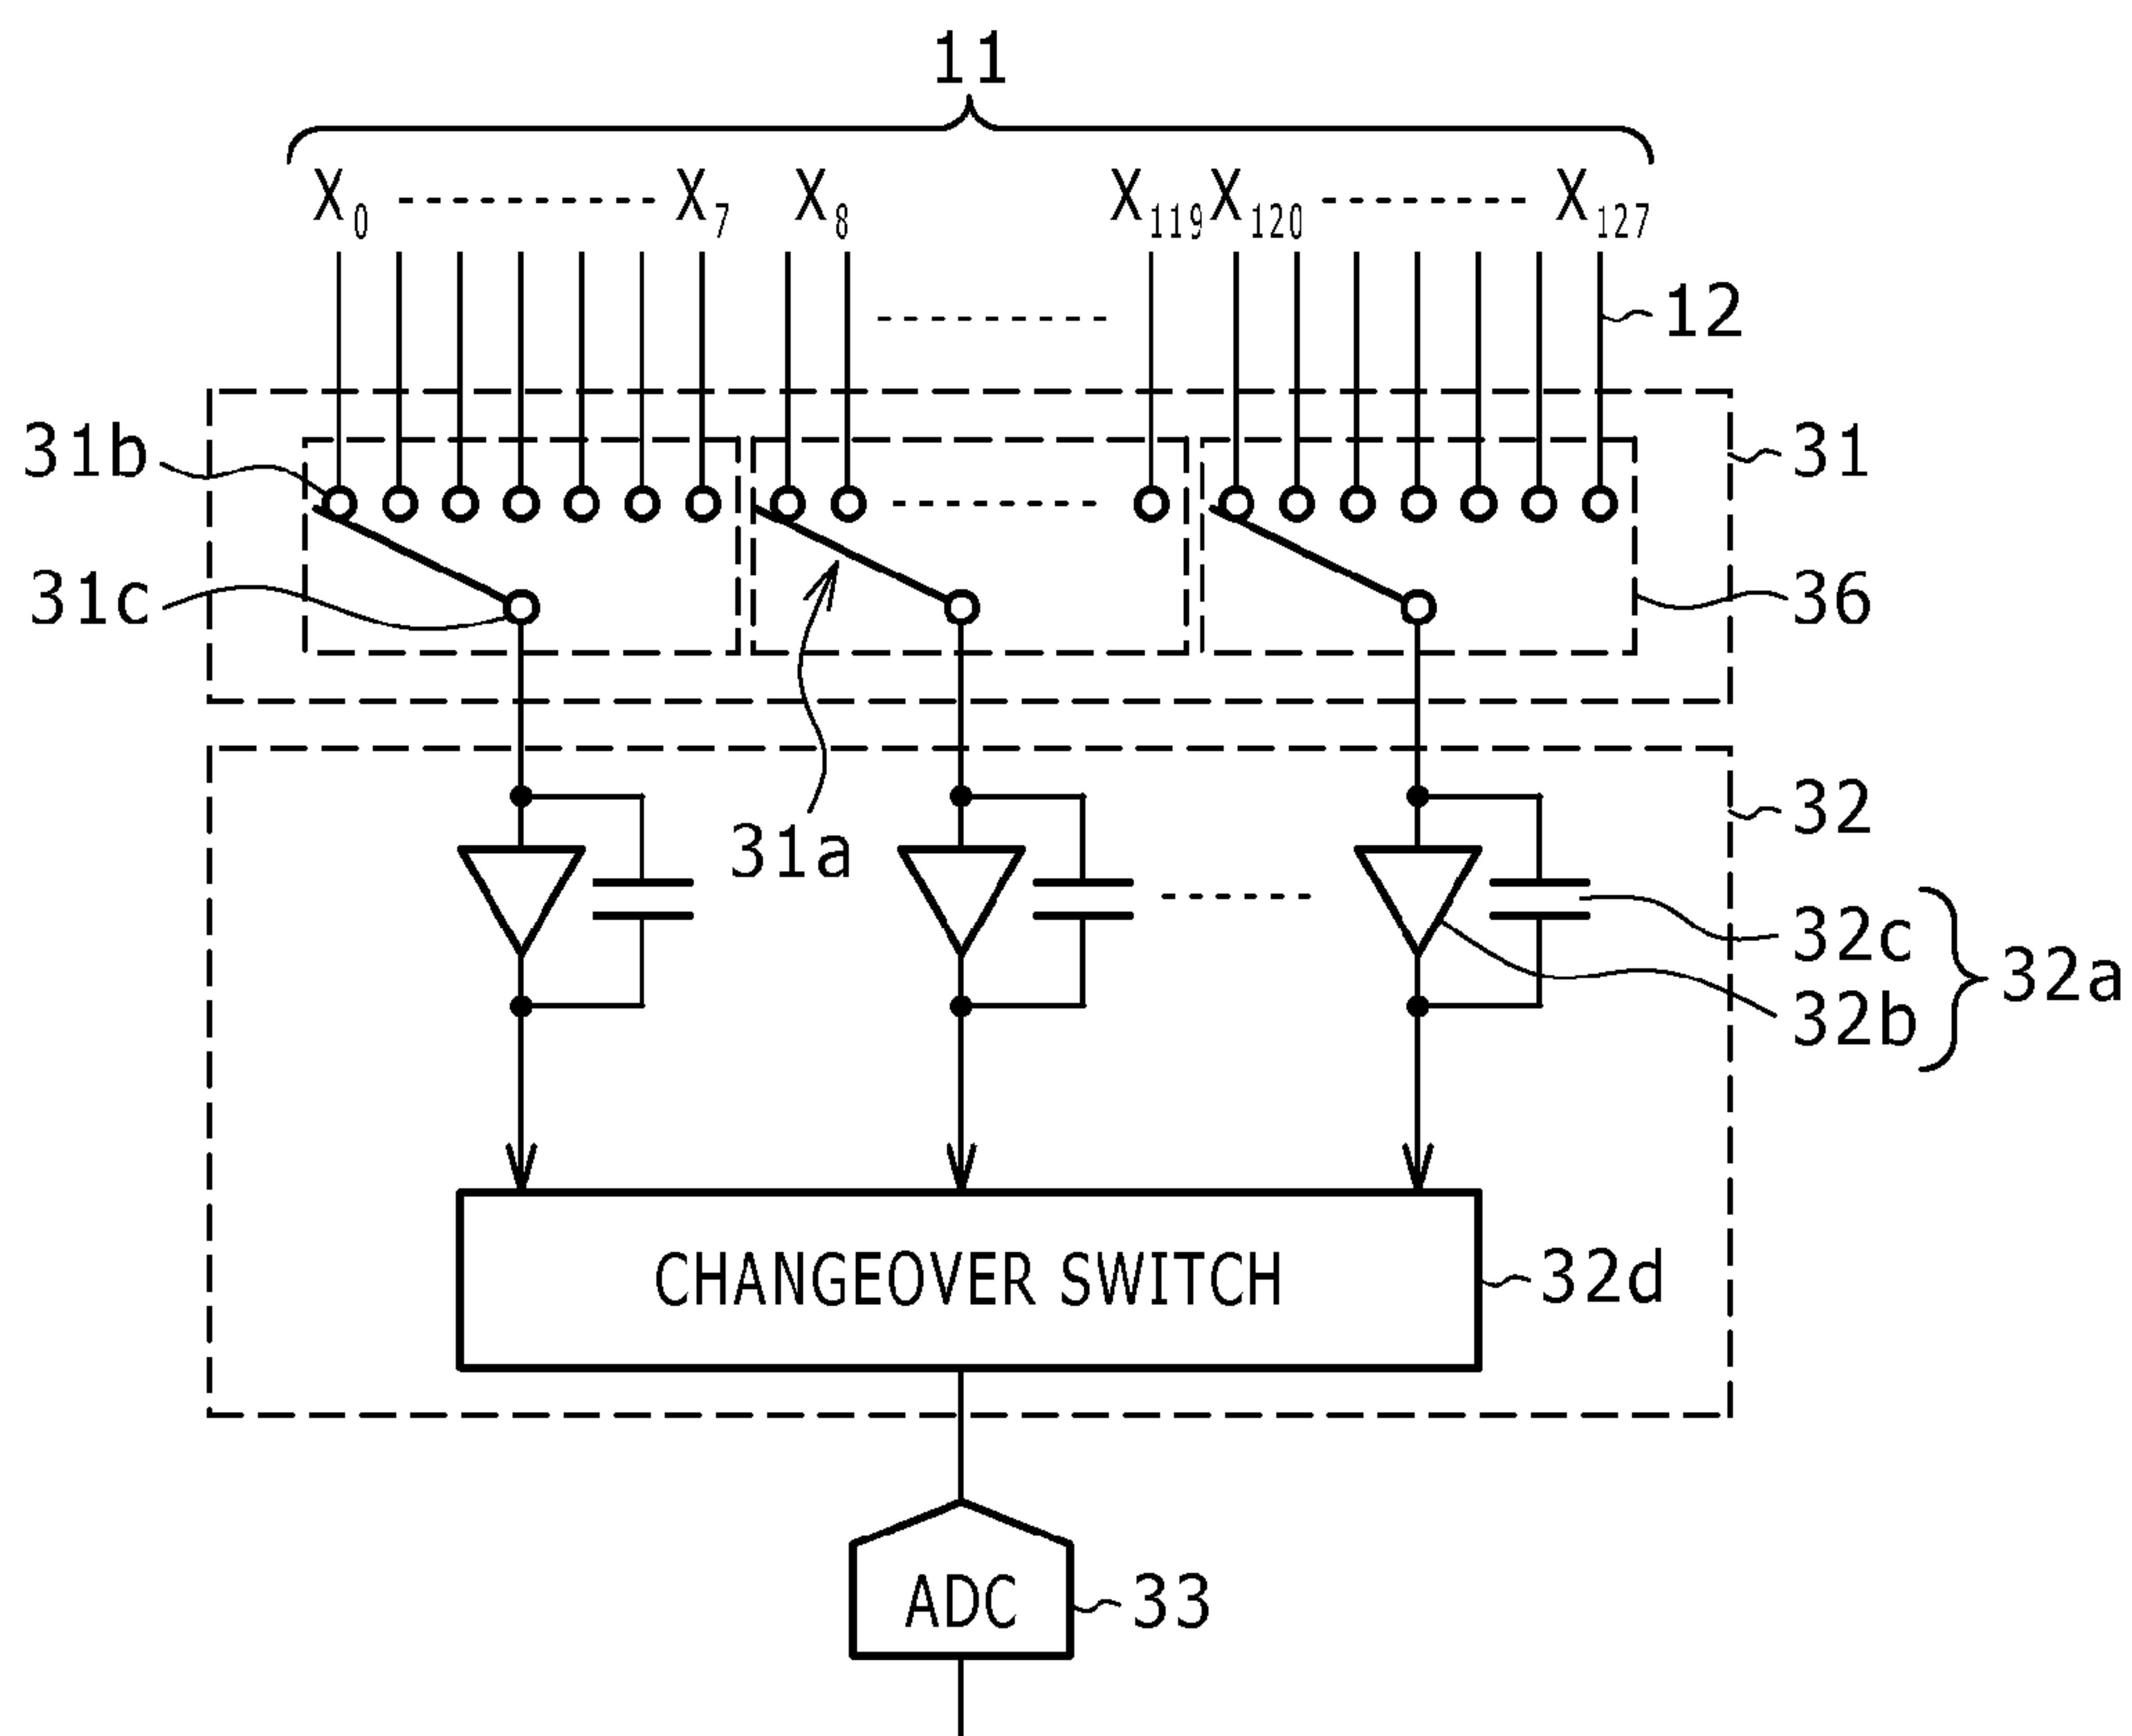 11
X0 ---------- X7 X8 X119 X120 -------- X127
12
31b
31
31c
36
31a
32
32c
32a
32b
CHANGEOVER SWITCH
32d
ADC
33